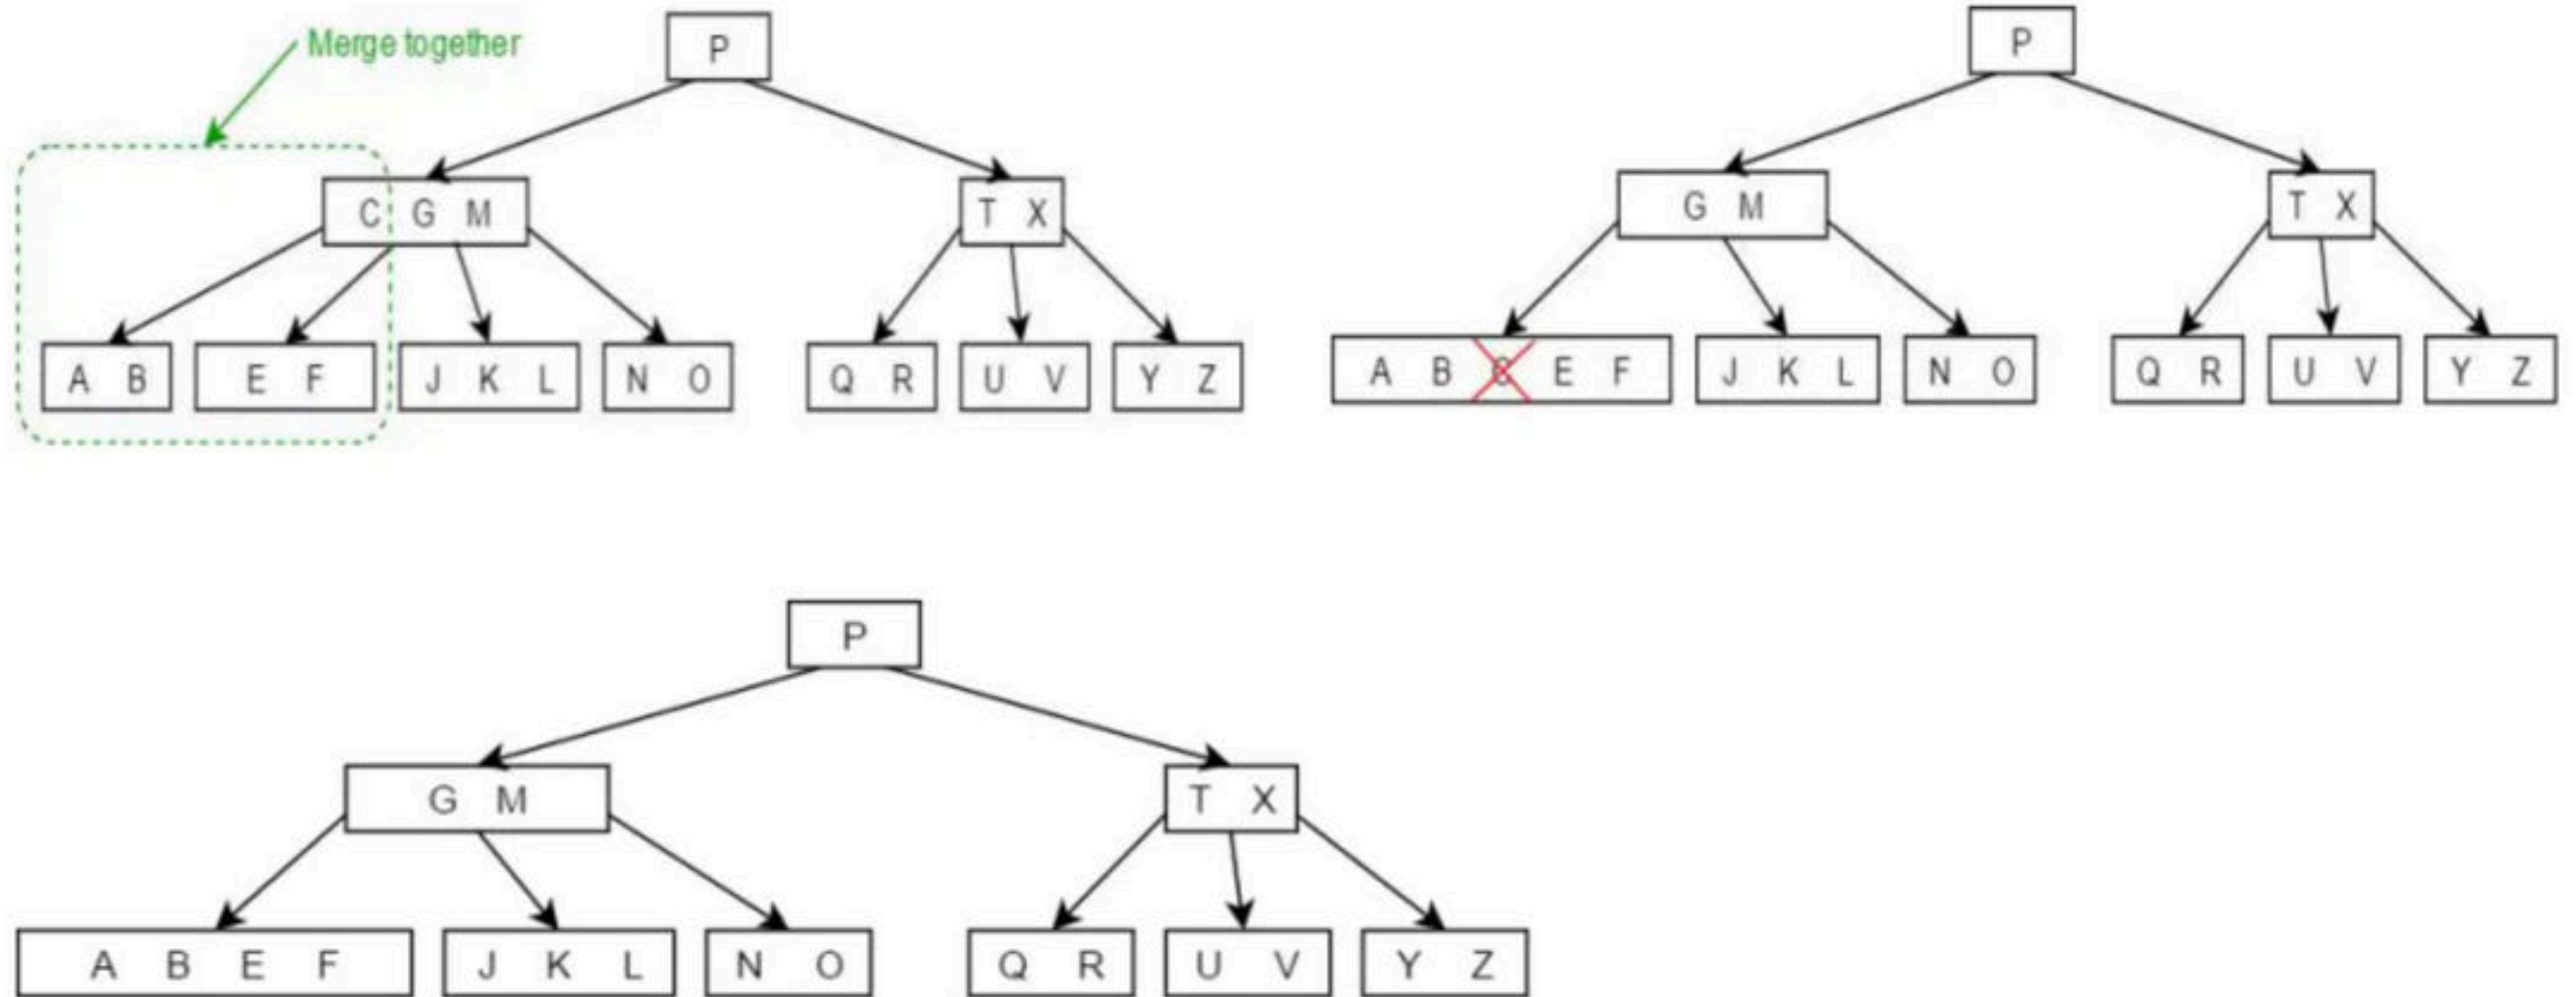 Merge together
P
C G M
T X
A B
E F
J K L
N O
Q R
U V
Y Z
P
G M
T X
A B C E F
J K L
N O
Q R
U V
Y Z
P
G M
T X
A B E F
J K L
N O
Q R
U V
Y Z